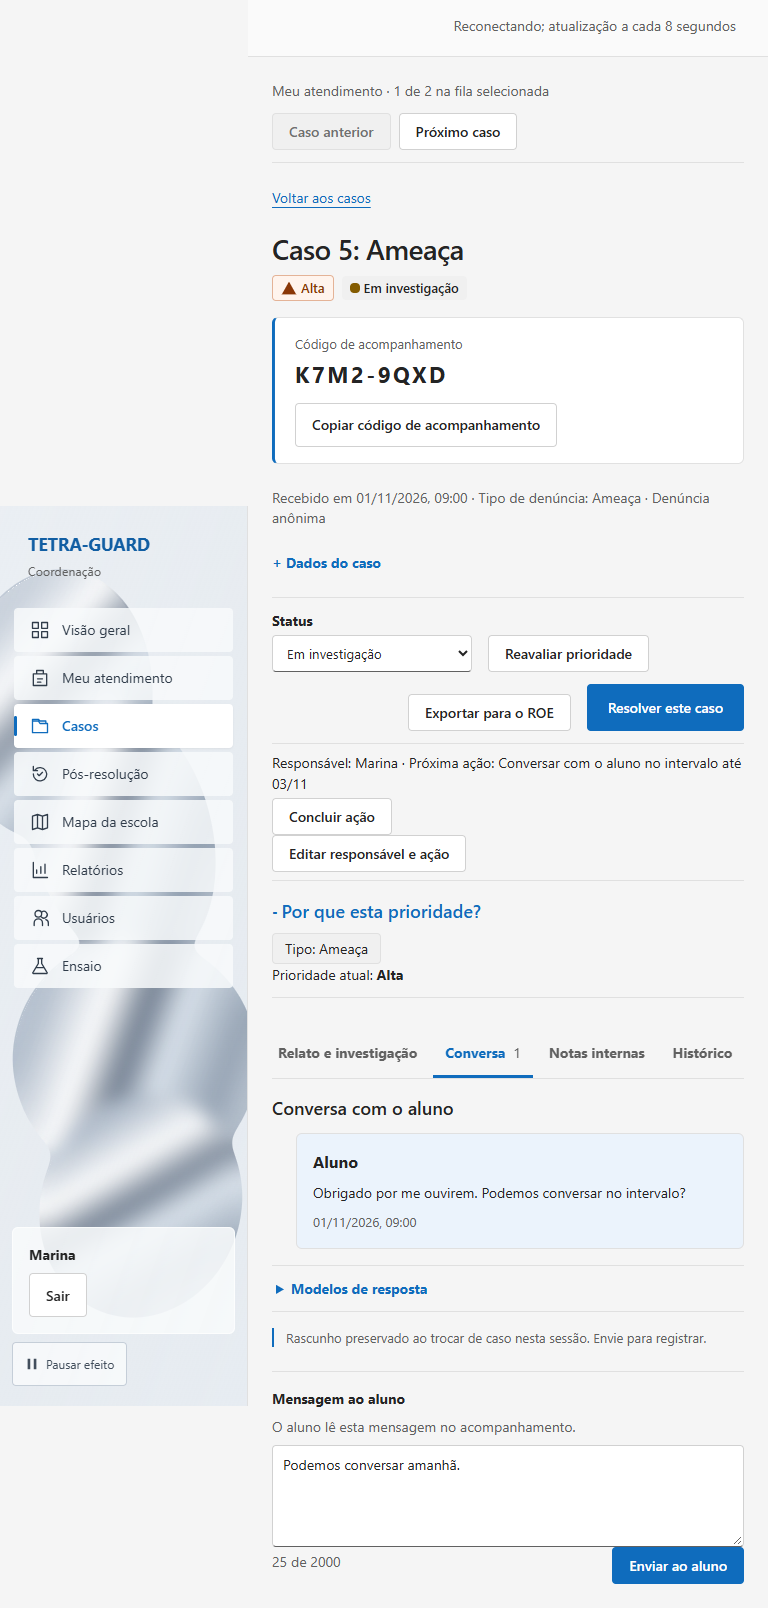 Reconectando; atualização a cada 8 segundos
Meu atendimento · 1 de 2 na fila selecionada
Caso anterior
Próximo caso
Voltar aos casos
Caso 5: Ameaça
Alta
Em investigação
Código de acompanhamento
K7M2-9QXD
Copiar código de acompanhamento
Recebido em 01/11/2026, 09:00 · Tipo de denúncia: Ameaça · Denúncia
anônima
+ Dados do caso
Status
Em investigação
Reavaliar prioridade
Exportar para o ROE
Resolver este caso
Responsável: Marina · Próxima ação: Conversar com o aluno no intervalo até
03/11
Concluir ação
Editar responsável e ação
- Por que esta prioridade?
Tipo: Ameaça
Prioridade atual: Alta
Relato e investigação
Conversa 1
Notas internas
Histórico
Conversa com o aluno
Aluno
Obrigado por me ouvirem. Podemos conversar no intervalo?
01/11/2026, 09:00
Modelos de resposta
Rascunho preservado ao trocar de caso nesta sessão. Envie para registrar.
Mensagem ao aluno
O aluno lê esta mensagem no acompanhamento.
Podemos conversar amanhã.
25 de 2000
Enviar ao aluno
TETRA-GUARD
Coordenação
Visão geral
Meu atendimento
Casos
Pós-resolução
Mapa da escola
Relatórios
Usuários
Ensaio
Marina
Sair
Pausar efeito